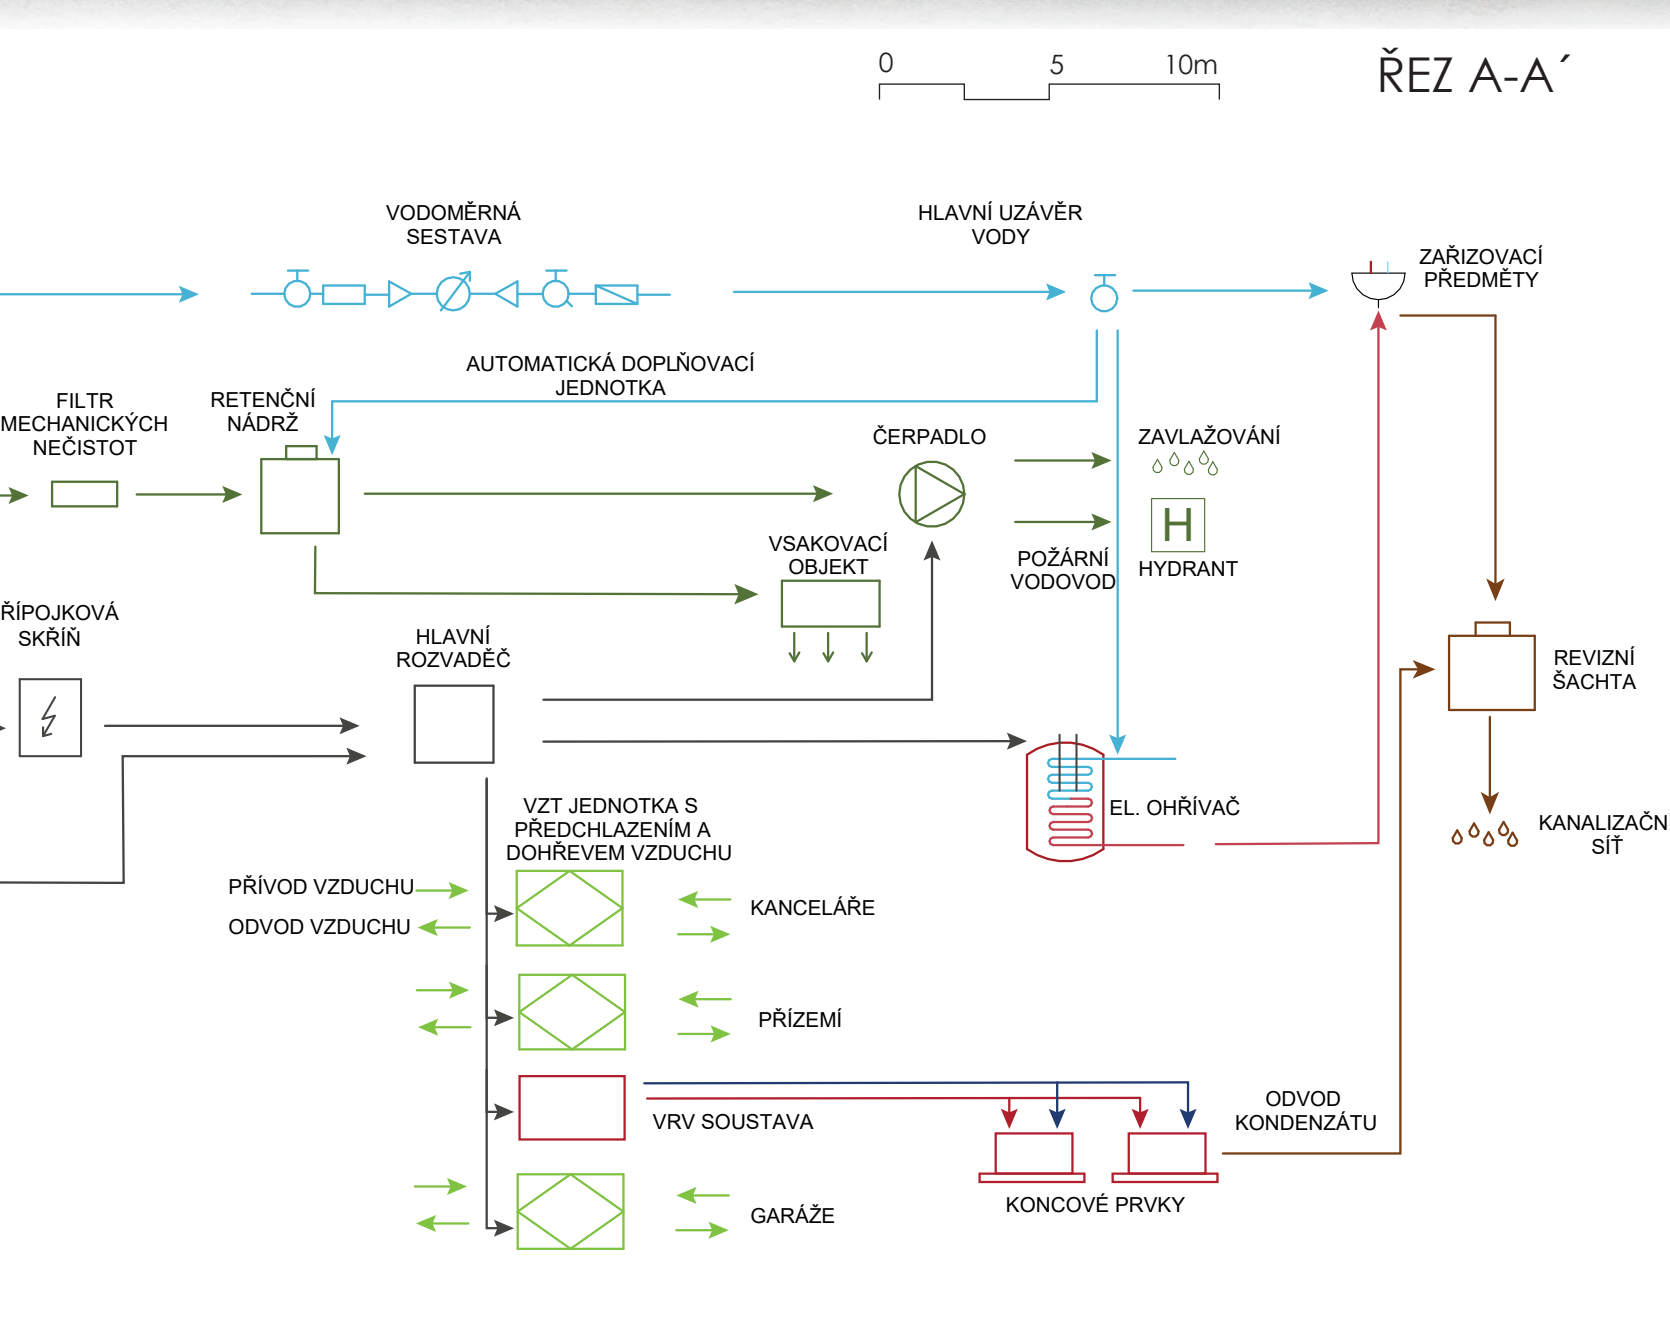 0 5 10m
ŘEZ A-A´
VODOMĚRNÁ
SESTAVA
HLAVNÍ UZÁVĚR
VODY
ZAŘIZOVACÍ
PŘEDMĚTY
AUTOMATICKÁ DOPLŇOVACÍ
JEDNOTKA
FILTR
MECHANICKÝCH
NEČISTOT
RETENČNÍ
NÁDRŽ
ČERPADLO
ZAVLAŽOVÁNÍ
H
HYDRANT
POŽÁRNÍ
VODOVOD
VSAKOVACÍ
OBJEKT
ŘÍPOJKOVÁ
SKŘÍŇ
HLAVNÍ
ROZVADĚČ
REVIZNÍ
ŠACHTA
EL. OHŘÍVAČ
KANALIZAČN
SÍŤ
VZT JEDNOTKA S
PŘEDCHLAZENÍM A
DOHŘEVEM VZDUCHU
PŘÍVOD VZDUCHU
ODVOD VZDUCHU
KANCELÁŘE
PŘÍZEMÍ
VRV SOUSTAVA
ODVOD
KONDENZÁTU
KONCOVÉ PRVKY
GARÁŽE